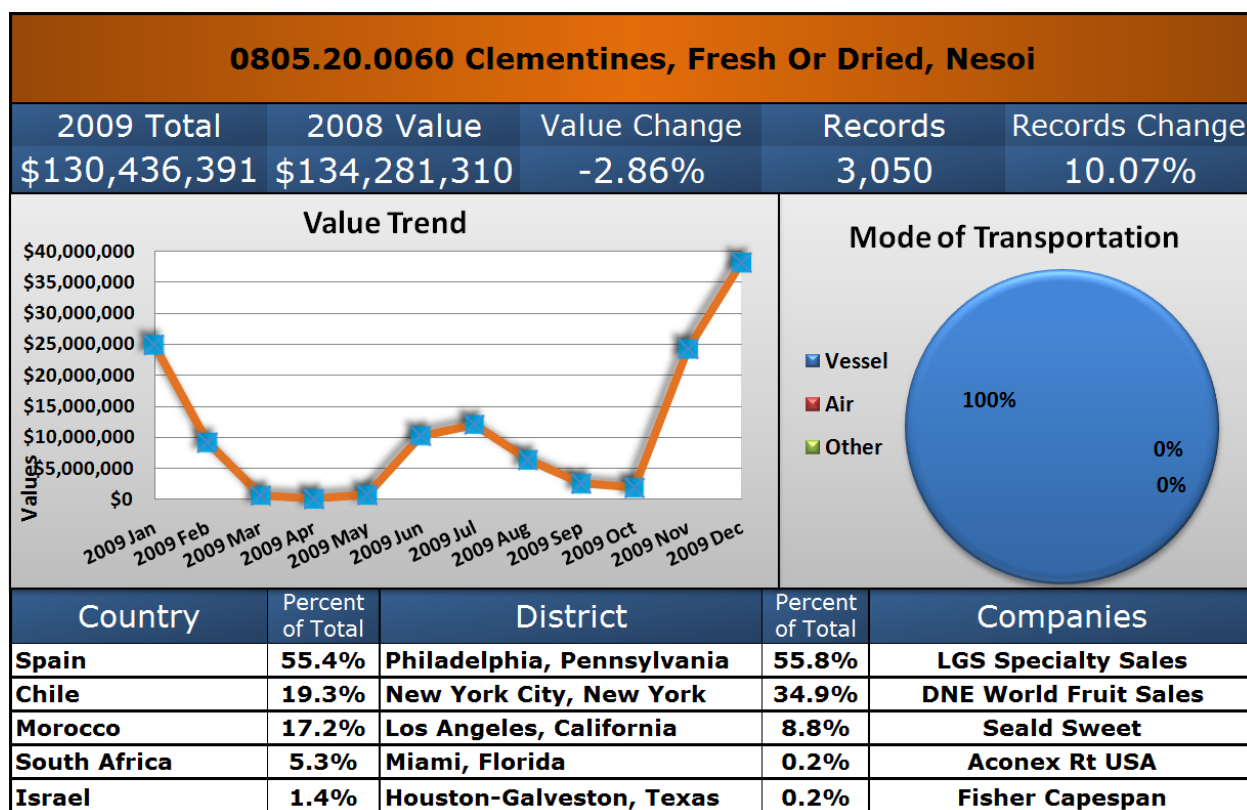 0805.20.0060 Clementines, Fresh Or Dried, Nesoi
2009 Total 2008 Value Value Change Records Records Change
$130,436,391 $134,281,310 -2.86% 3,050 10.07%
Value Trend
$40,000,000
$35,000,000
$30,000,000
$25,000,000
$20,000,000
$15,000,000
$10,000,000
$5,000,000
$0
Values
2009 Jan 2009 Feb 2009 Mar 2009 Apr 2009 May 2009 Jun 2009 Jul 2009 Aug 2009 Sep 2009 Oct 2009 Nov 2009 Dec
Mode of Transportation
Vessel
Air
Other
100%
0%
0%
Country Percent of Total District Percent of Total Companies
Spain 55.4% Philadelphia, Pennsylvania 55.8% LGS Specialty Sales
Chile 19.3% New York City, New York 34.9% DNE World Fruit Sales
Morocco 17.2% Los Angeles, California 8.8% Seald Sweet
South Africa 5.3% Miami, Florida 0.2% Aconex Rt USA
Israel 1.4% Houston-Galveston, Texas 0.2% Fisher Capespan